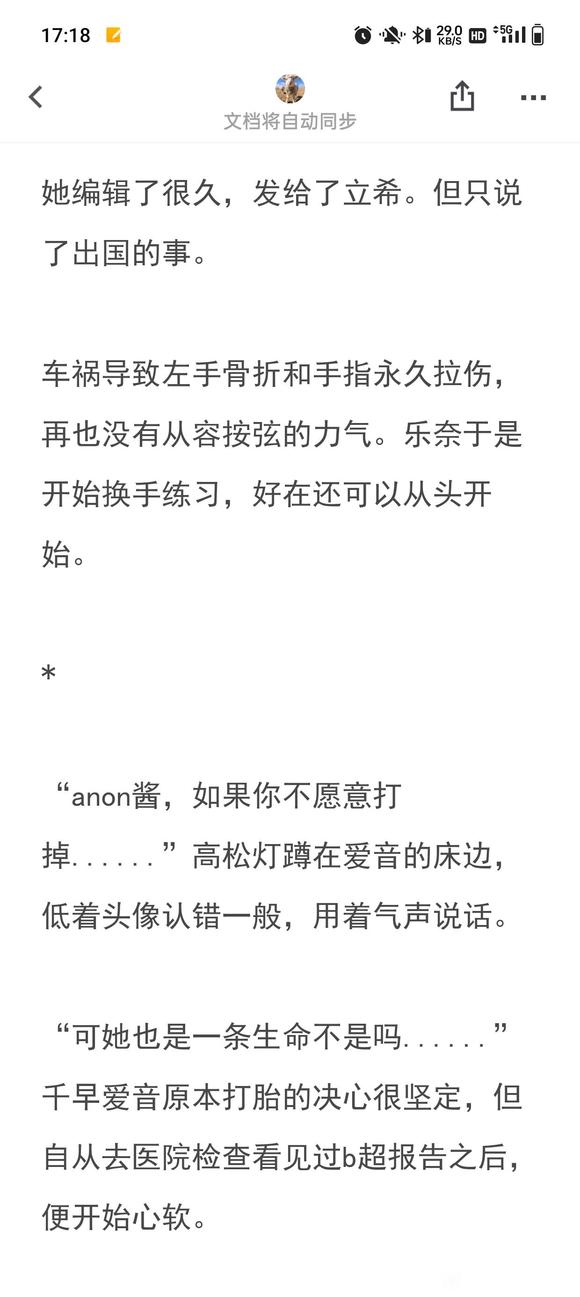 17:18
29.0
KB/S
HD
5G
文档将自动同步
她编辑了很久，发给了立希。但只说
了出国的事。
车祸导致左手骨折和手指永久拉伤，
再也没有从容按弦的力气。乐奈于是
开始换手练习，好在还可以从头开
始。
*
“anon酱，如果你不愿意打
掉......”高松灯蹲在爱音的床边，
低着头像认错一般，用着气声说话。
“可她也是一条生命不是吗......”
千早爱音原本打胎的决心很坚定，但
自从去医院检查看见过b超报告之后，
便开始心软。